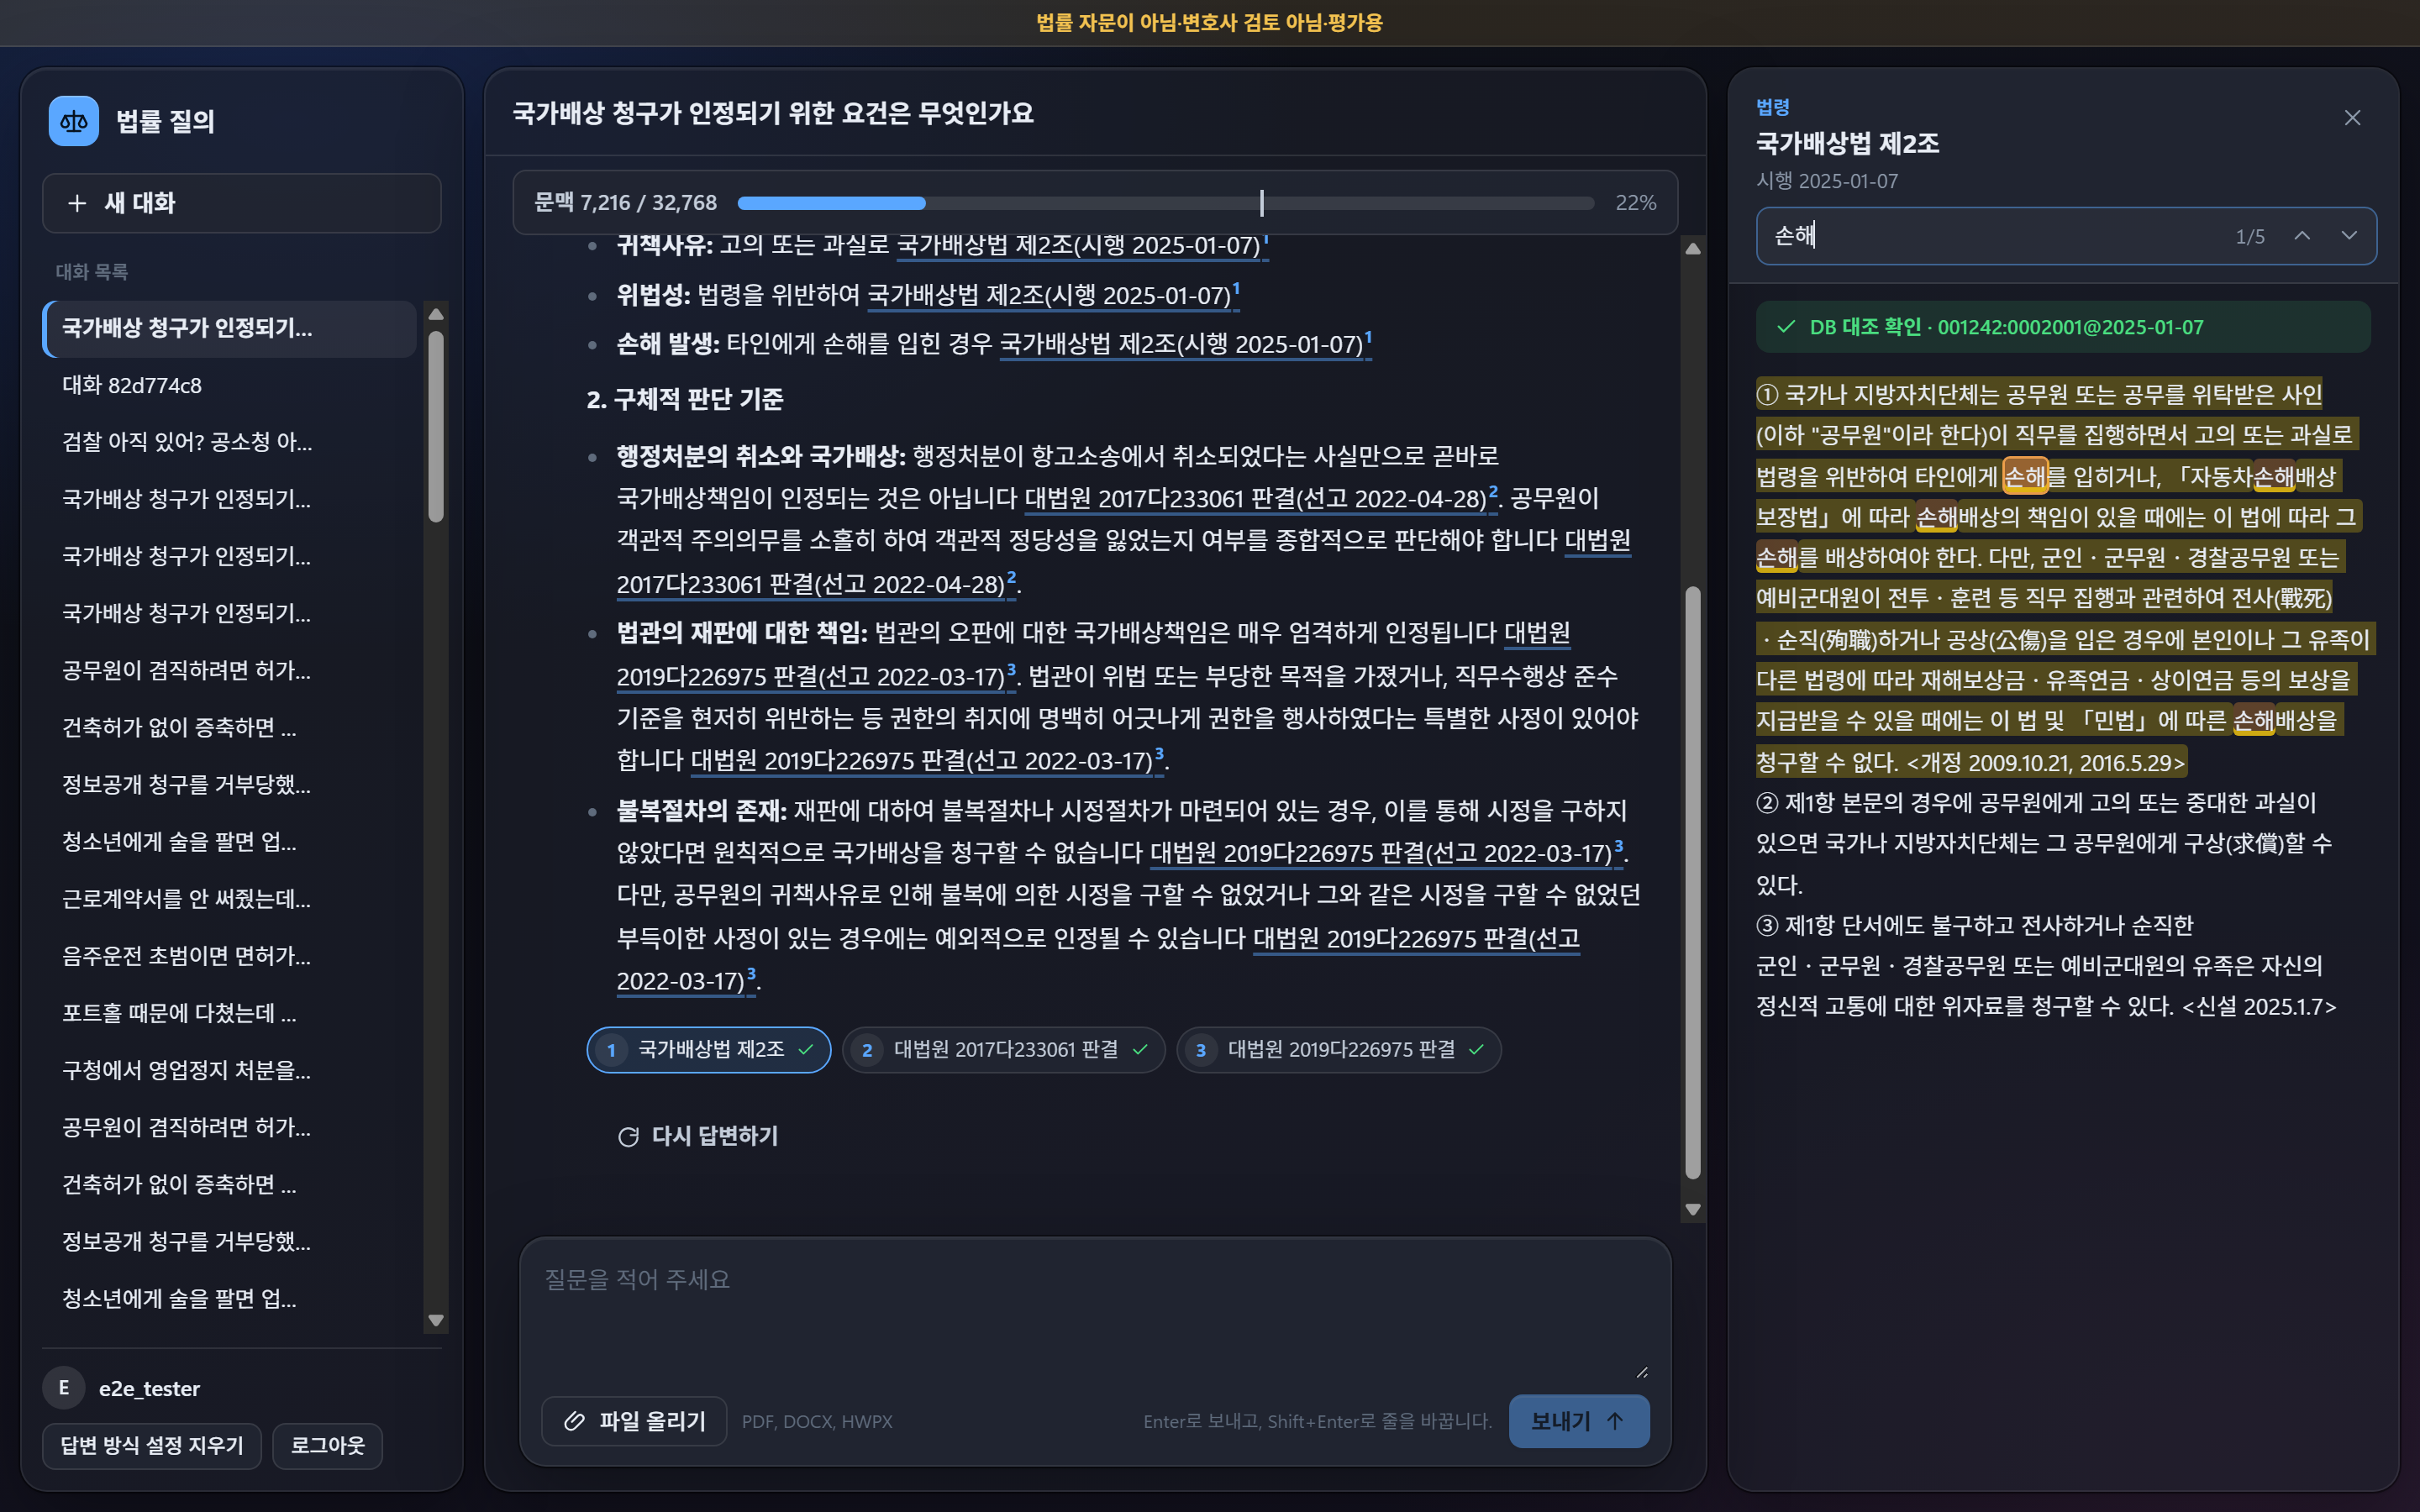 법률 자문이 아님·변호사 검토 아님·평가용
법률 질의
새 대화
대화 목록
국가배상 청구가 인정되기...
대화 82d774c8
검찰 아직 있어? 공소청 아...
국가배상 청구가 인정되기...
국가배상 청구가 인정되기...
국가배상 청구가 인정되기...
공무원이 겸직하려면 허가...
건축허가 없이 증축하면 ...
정보공개 청구를 거부당했...
청소년에게 술을 팔면 업...
근로계약서를 안 써줬는데...
음주운전 초범이면 면허가...
포트홀 때문에 다쳤는데 ...
구청에서 영업정지 처분을...
공무원이 겸직하려면 허가...
건축허가 없이 증축하면 ...
정보공개 청구를 거부당했...
청소년에게 술을 팔면 업...
E e2e_tester
답변 방식 설정 지우기 로그아웃
국가배상 청구가 인정되기 위한 요건은 무엇인가요
문맥 7,216 / 32,768 22%
귀책사유: 고의 또는 과실로 국가배상법 제2조(시행 2025-01-07)1
위법성: 법령을 위반하여 국가배상법 제2조(시행 2025-01-07)1
손해 발생: 타인에게 손해를 입힌 경우 국가배상법 제2조(시행 2025-01-07)1
2. 구체적 판단 기준
행정처분의 취소와 국가배상: 행정처분이 항고소송에서 취소되었다는 사실만으로 곧바로
국가배상책임이 인정되는 것은 아닙니다 대법원 2017다233061 판결(선고 2022-04-28)2. 공무원이
객관적 주의의무를 소홀히 하여 객관적 정당성을 잃었는지 여부를 종합적으로 판단해야 합니다 대법원
2017다233061 판결(선고 2022-04-28)2.
법관의 재판에 대한 책임: 법관의 오판에 대한 국가배상책임은 매우 엄격하게 인정됩니다 대법원
2019다226975 판결(선고 2022-03-17)3. 법관이 위법 또는 부당한 목적을 가졌거나, 직무수행상 준수
기준을 현저히 위반하는 등 권한의 취지에 명백히 어긋나게 권한을 행사하였다는 특별한 사정이 있어야
합니다 대법원 2019다226975 판결(선고 2022-03-17)3.
불복절차의 존재: 재판에 대하여 불복절차나 시정절차가 마련되어 있는 경우, 이를 통해 시정을 구하지
않았다면 원칙적으로 국가배상을 청구할 수 없습니다 대법원 2019다226975 판결(선고 2022-03-17)3.
다만, 공무원의 귀책사유로 인해 불복에 의한 시정을 구할 수 없었거나 그와 같은 시정을 구할 수 없었던
부득이한 사정이 있는 경우에는 예외적으로 인정될 수 있습니다 대법원 2019다226975 판결(선고
2022-03-17)3.
1 국가배상법 제2조 2 대법원 2017다233061 판결 3 대법원 2019다226975 판결
다시 답변하기
질문을 적어 주세요
파일 올리기 PDF, DOCX, HWPX Enter로 보내고, Shift+Enter로 줄을 바꿉니다. 보내기
법령
국가배상법 제2조
시행 2025-01-07
손해 1/5
DB 대조 확인 · 001242:0002001@2025-01-07
① 국가나 지방자치단체는 공무원 또는 공무를 위탁받은 사인
(이하 "공무원"이라 한다)이 직무를 집행하면서 고의 또는 과실로
법령을 위반하여 타인에게 손해를 입히거나, 「자동차손해배상
보장법」에 따라 손해배상의 책임이 있을 때에는 이 법에 따라 그
손해를 배상하여야 한다. 다만, 군인ㆍ군무원ㆍ경찰공무원 또는
예비군대원이 전투ㆍ훈련 등 직무 집행과 관련하여 전사(戰死)
ㆍ순직(殉職)하거나 공상(公傷)을 입은 경우에 본인이나 그 유족이
다른 법령에 따라 재해보상금ㆍ유족연금ㆍ상이연금 등의 보상을
지급받을 수 있을 때에는 이 법 및 「민법」에 따른 손해배상을
청구할 수 없다. <개정 2009.10.21, 2016.5.29>
② 제1항 본문의 경우에 공무원에게 고의 또는 중대한 과실이
있으면 국가나 지방자치단체는 그 공무원에게 구상(求償)할 수
있다.
③ 제1항 단서에도 불구하고 전사하거나 순직한
군인ㆍ군무원ㆍ경찰공무원 또는 예비군대원의 유족은 자신의
정신적 고통에 대한 위자료를 청구할 수 있다. <신설 2025.1.7>